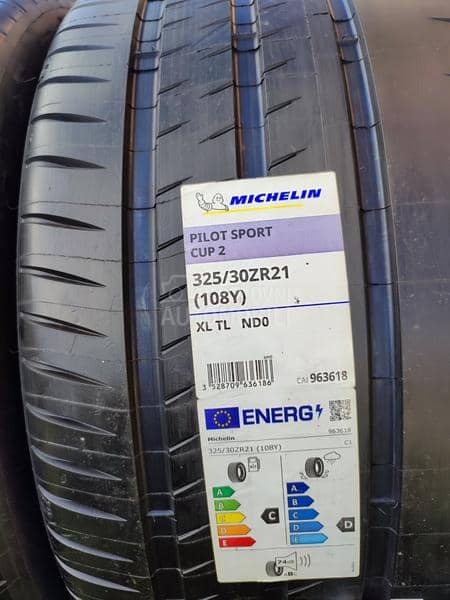 MICHELIN
PILOT SPORT
CUP 2
325/30ZR21
(108Y)
XL TL ND0
3 528709 636186
CAI 963618
ENERG
Michelin
963618
325/30ZR21 (108Y)
C1
A
B
C
D
E
C
A
B
C
D
E
D
74dB